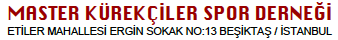 MASTER KÜREKÇİLER SPOR DERNEĞİ
ETİLER MAHALLESİ ERGİN SOKAK NO:13 BEŞİKTAŞ / İSTANBUL